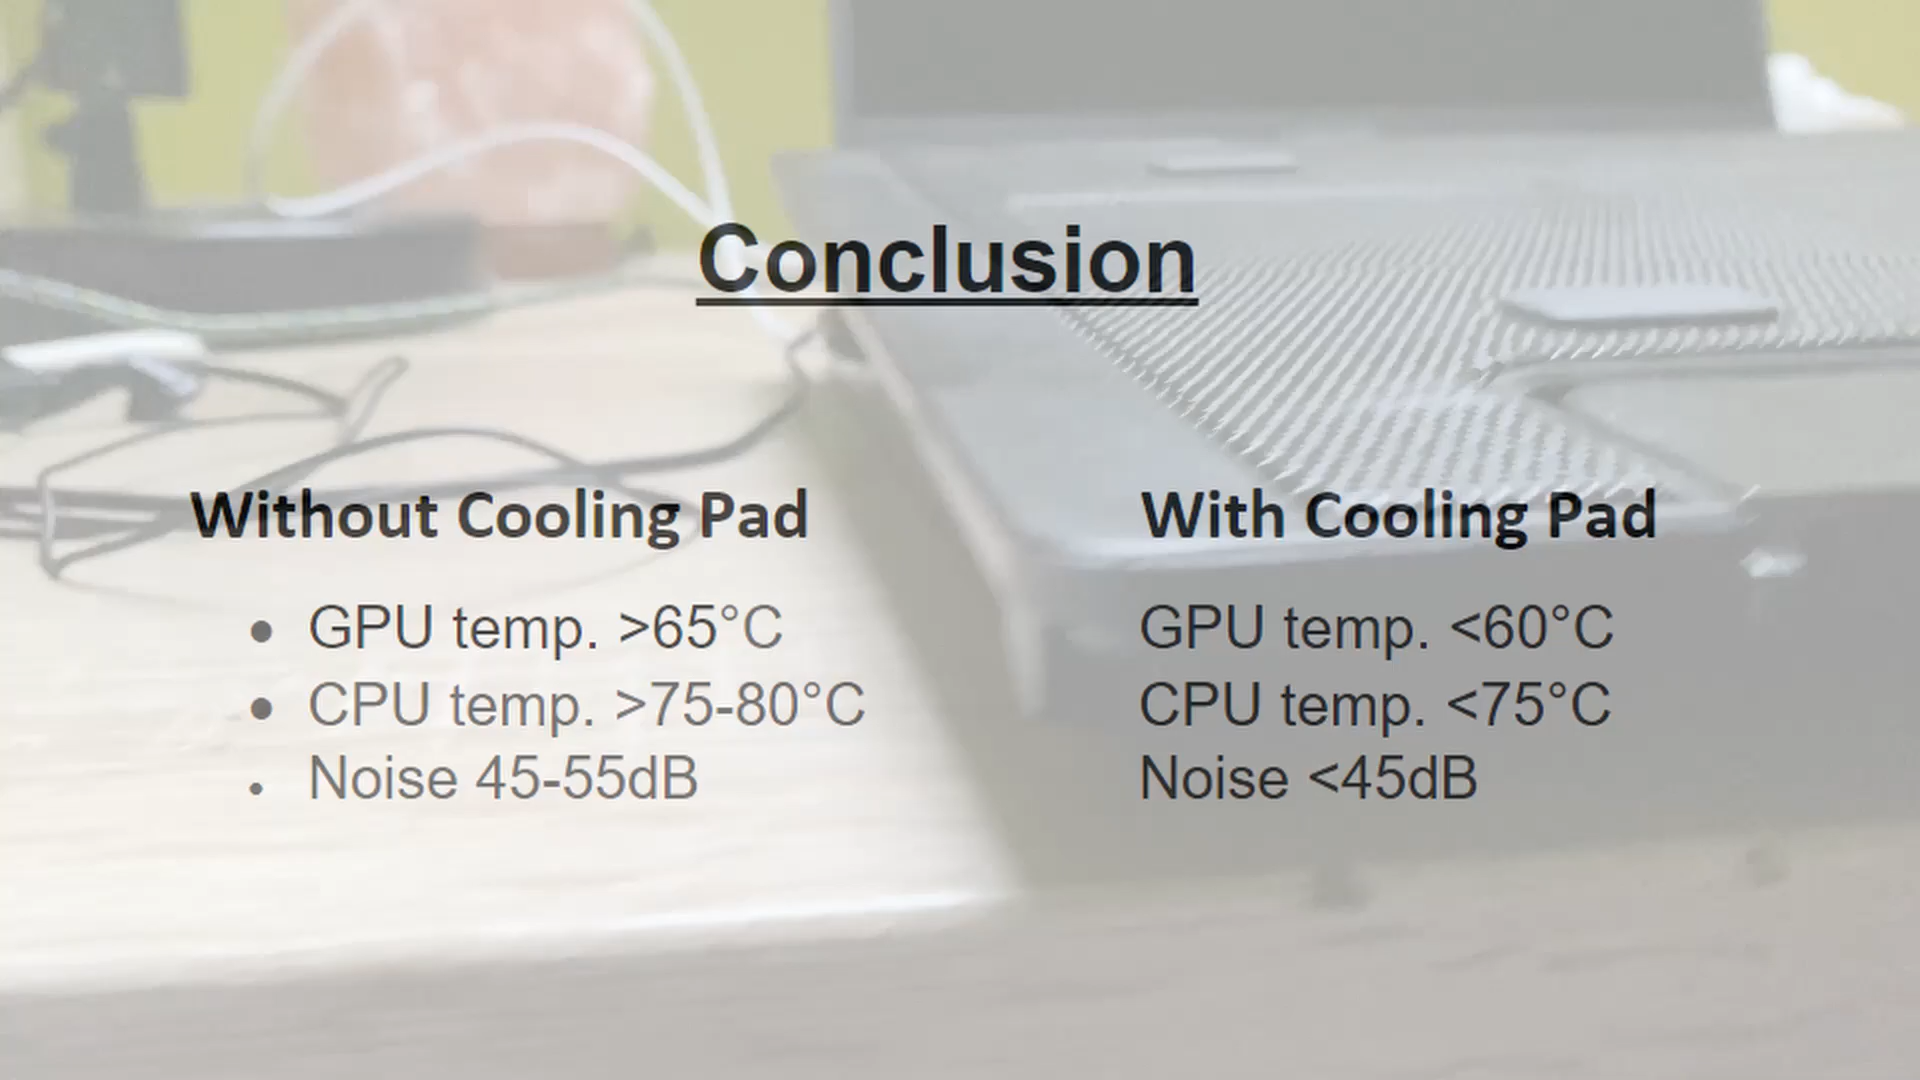 Conclusion
Without Cooling Pad
• GPU temp. >65°C
• CPU temp. >75-80°C
• Noise 45-55dB
With Cooling Pad
GPU temp. <60°C
CPU temp. <75°C
Noise <45dB